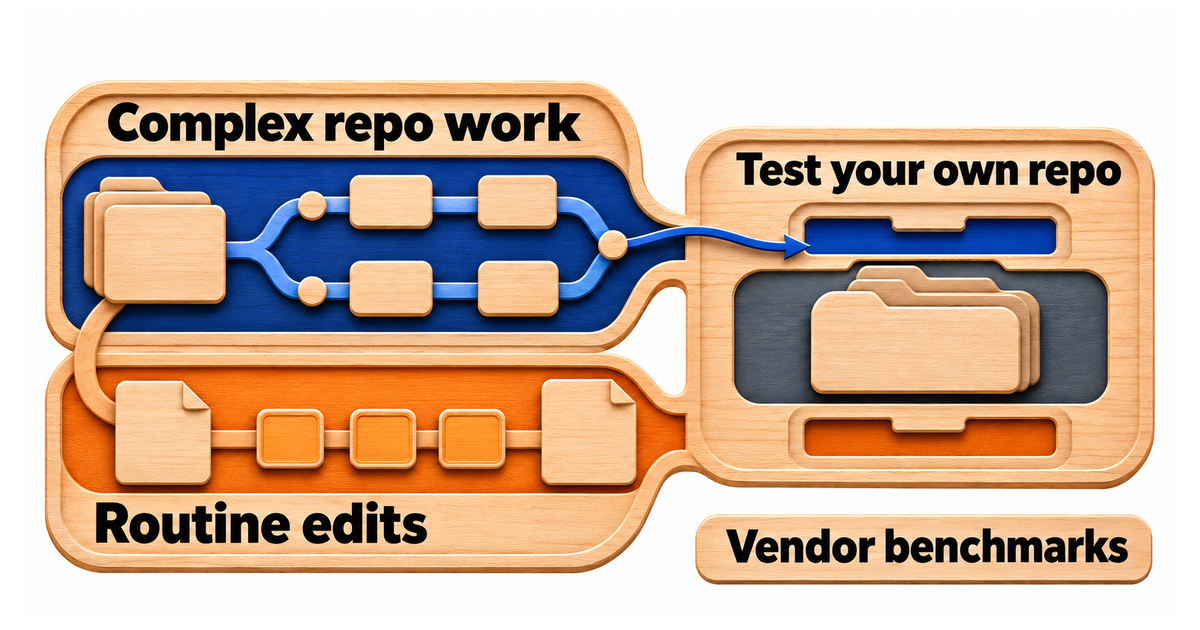 Complex repo work
Test your own repo
Routine edits
Vendor benchmarks